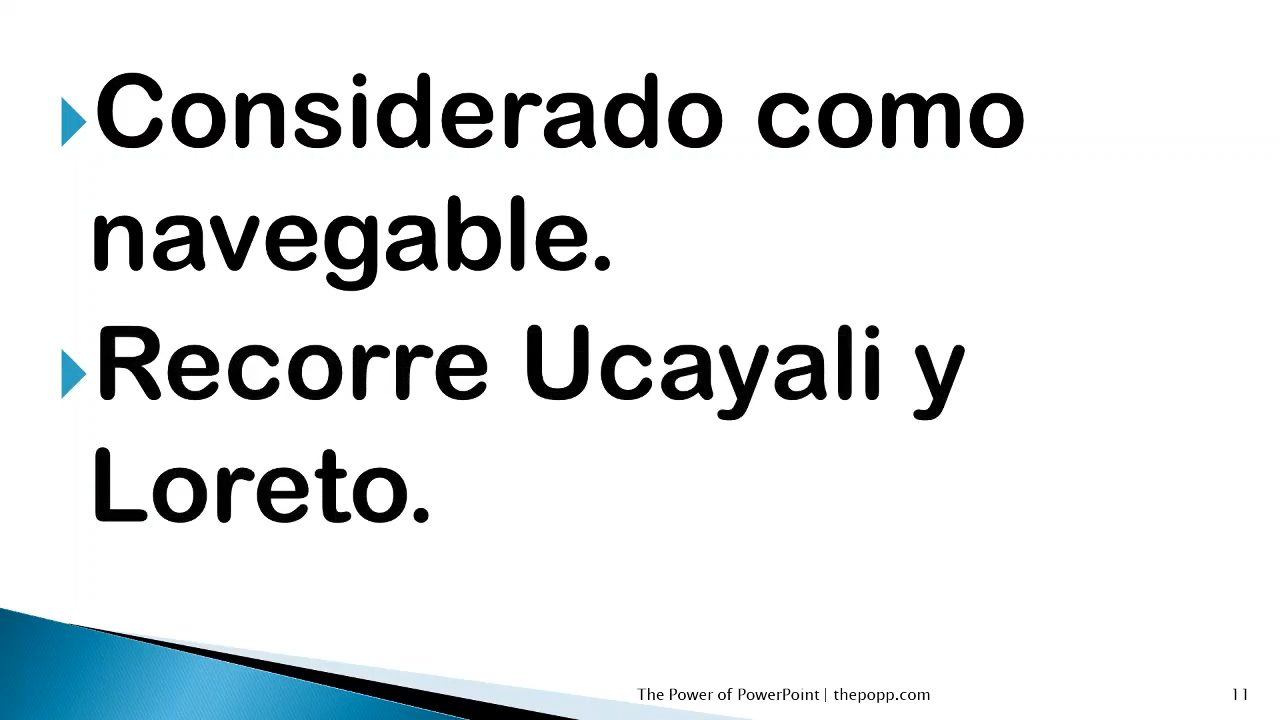 Considerado como
navegable.
Recorre Ucayali y
Loreto.
The Power of PowerPoint | thepopp.com
11